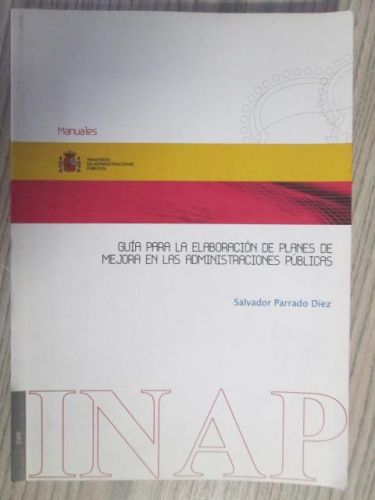 Manuales
MINISTERIO
DE ADMINISTRACIONES
PÚBLICAS
GUÍA PARA LA ELABORACIÓN DE PLANES DE
MEJORA EN LAS ADMINISTRACIONES PÚBLICAS
Salvador Parrado Díez
INAP
INAP